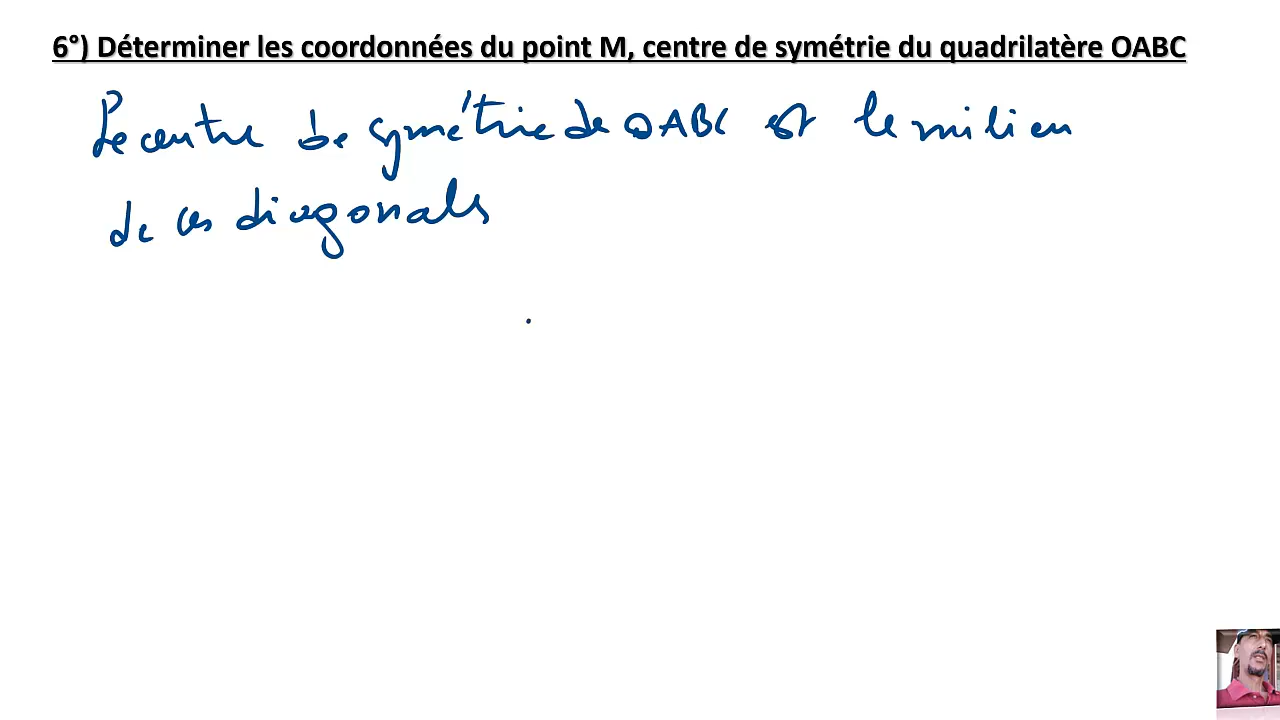 6°) Déterminer les coordonnées du point M, centre de symétrie du quadrilatère OABC
Le centre de symétrie de OABC est le milieu
de ces diagonales